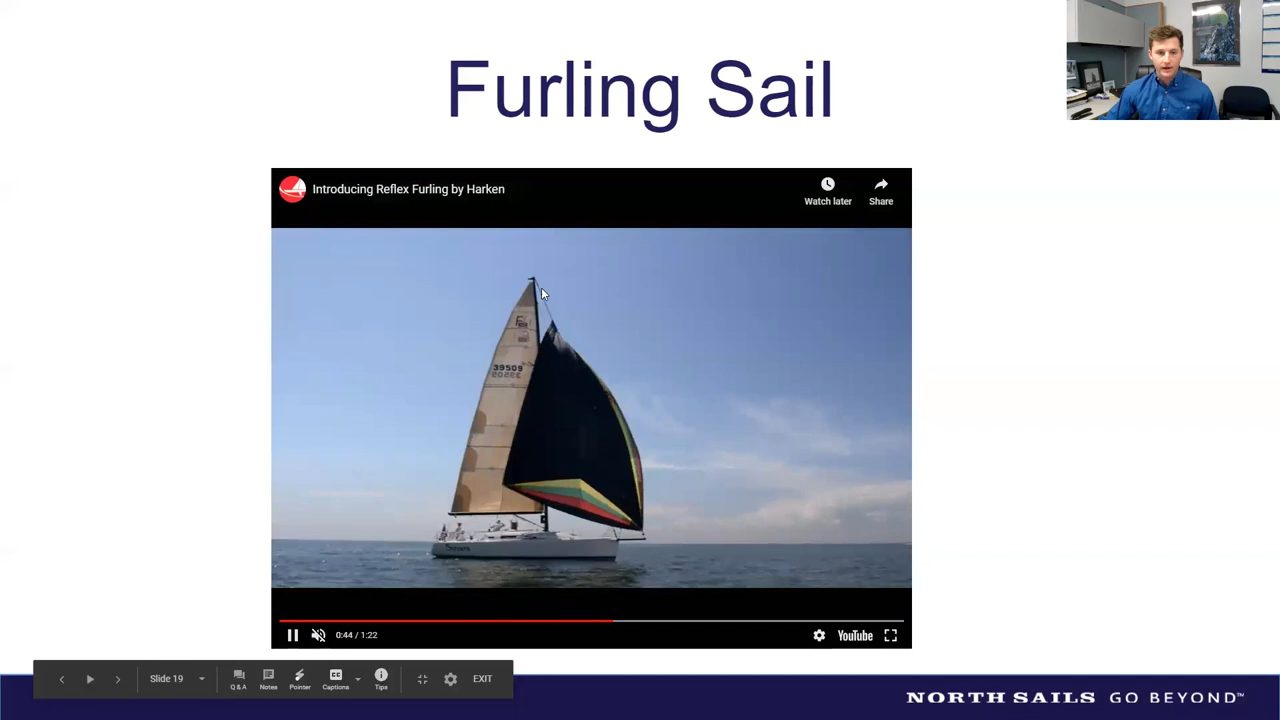 Furling Sail
Introducing Reflex Furling by Harken
Watch later
Share
39509
0:44 / 1:22
YouTube
Slide 19
Q & A
Notes
Pointer
Captions
Tips
EXIT
NORTH SAILS GO BEYOND™